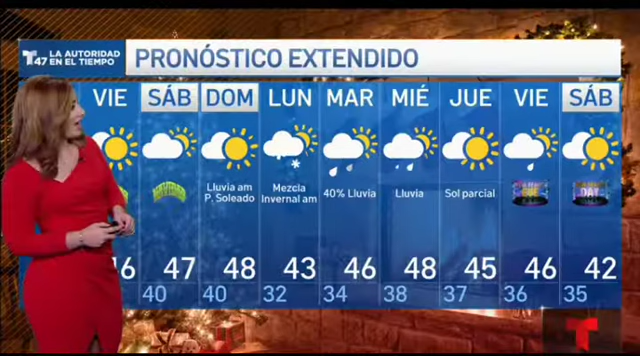 T47 LA AUTORIDAD
EN EL TIEMPO
PRONÓSTICO EXTENDIDO
VIE SÁB DOM LUN MAR MIÉ JUE VIE SÁB
Lluvia am
P. Soleado
Mezcla
Invernal am
40% Lluvia
Lluvia
Sol parcial
47 48 43 46 48 45 46 42
40 40 32 34 38 37 36 35